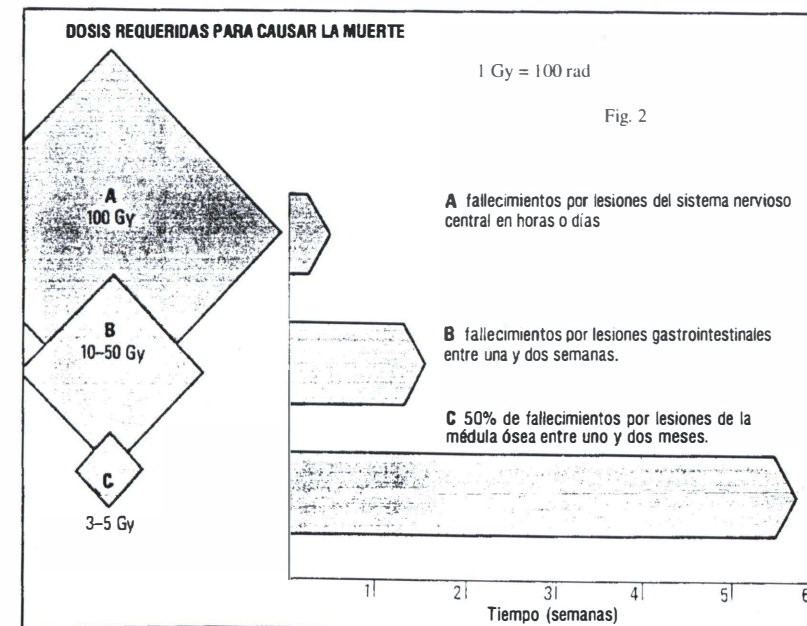 DOSIS REQUERIDAS PARA CAUSAR LA MUERTE
1 Gy = 100 rad
Fig. 2
A
100 Gy
A fallecimientos por lesiones del sistema nervioso
central en horas o días
B
10–50 Gy
B fallecimientos por lesiones gastrointestinales
entre una y dos semanas.
C 50% de fallecimientos por lesiones de la
médula ósea entre uno y dos meses.
C
3–5 Gy
1 2 3 4 5 6
Tiempo (semanas)